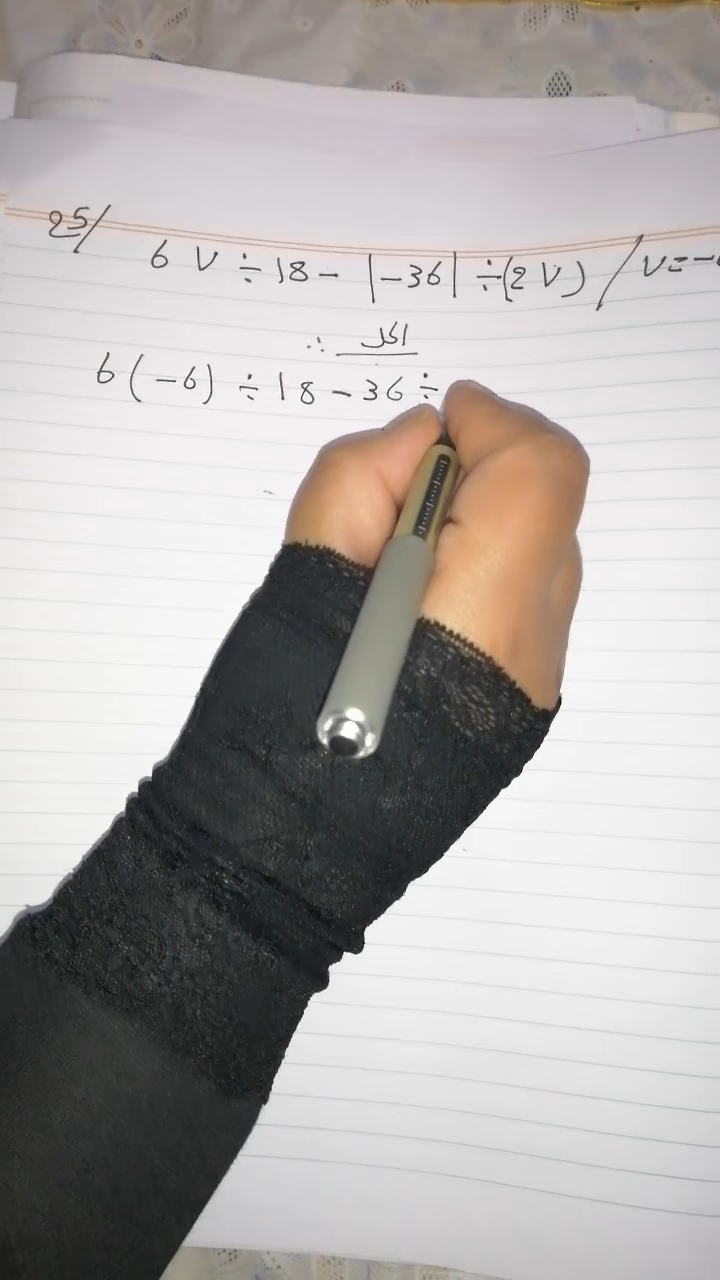 25/ 6 V ÷ 18 - |-36| ÷ (2 V) / V = -
الحل :.
6 (-6) ÷ 18 - 36 ÷